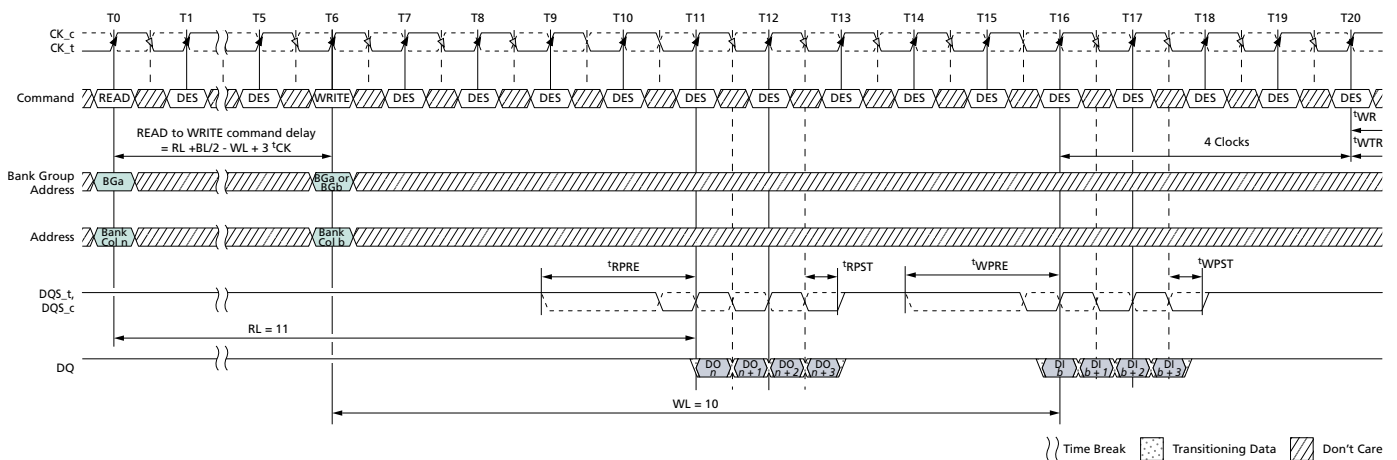 T0 T1 T5 T6 T7 T8 T9 T10 T11 T12 T13 T14 T15 T16 T17 T18 T19 T20
CK_c
CK_t
Command READ DES DES WRITE DES DES DES DES DES DES DES DES DES DES DES DES DES DES
READ to WRITE command delay
= RL +BL/2 - WL + 3 tCK
tWR
4 Clocks
tWTR
Bank Group
Address
BGa
BGa or
BGb
Address
Bank
Col n
Bank
Col b
tRPRE tRPST tWPRE tWPST
DQS_t,
DQS_c
RL = 11
DQ
DO
n
DO
n + 1
DO
n + 2
DO
n + 3
DI
b
DI
b + 1
DI
b + 2
DI
b + 3
WL = 10
Time Break Transitioning Data Don't Care